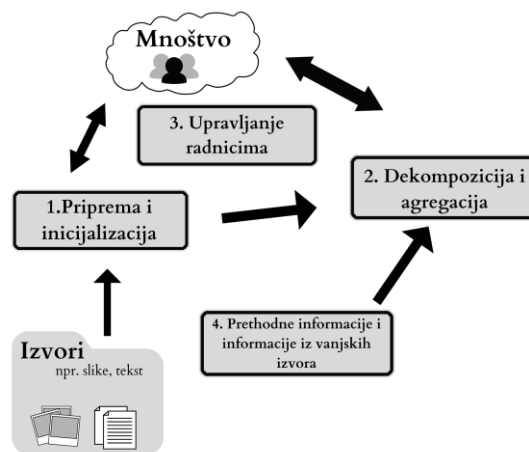 Mnoštvo
3. Upravljanje
radnicima
1.Priprema i
inicijalizacija
2. Dekompozicija i
agregacija
4. Prethodne informacije i
informacije iz vanjskih
izvora
Izvori
npr. slike, tekst